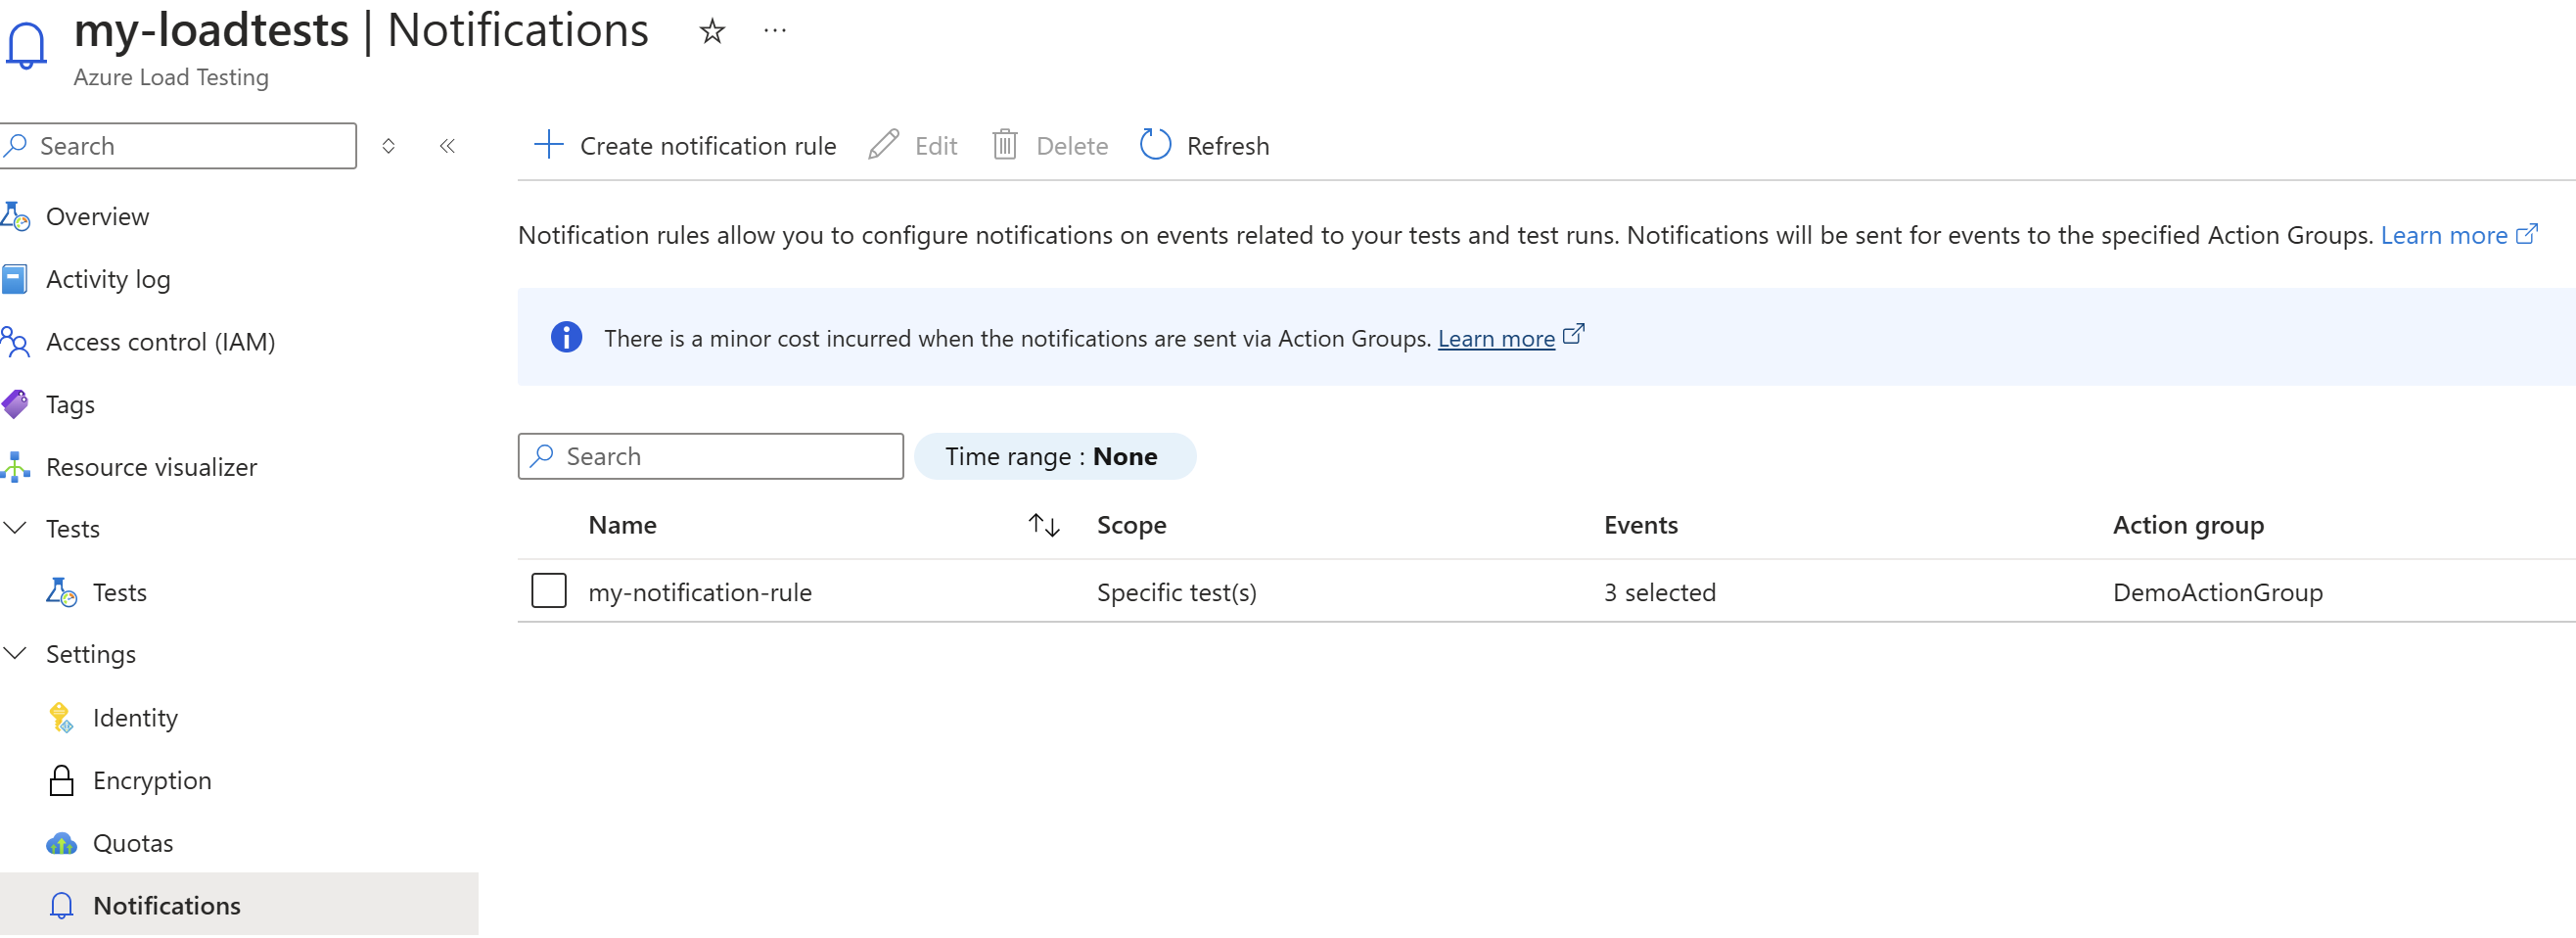 my-loadtests | Notifications
Azure Load Testing
Search
Overview
Activity log
Access control (IAM)
Tags
Resource visualizer
Tests
Tests
Settings
Identity
Encryption
Quotas
Notifications
Create notification rule Edit Delete Refresh
Notification rules allow you to configure notifications on events related to your tests and test runs. Notifications will be sent for events to the specified Action Groups. Learn more
There is a minor cost incurred when the notifications are sent via Action Groups. Learn more
Search Time range : None
Name Scope Events Action group
my-notification-rule Specific test(s) 3 selected DemoActionGroup